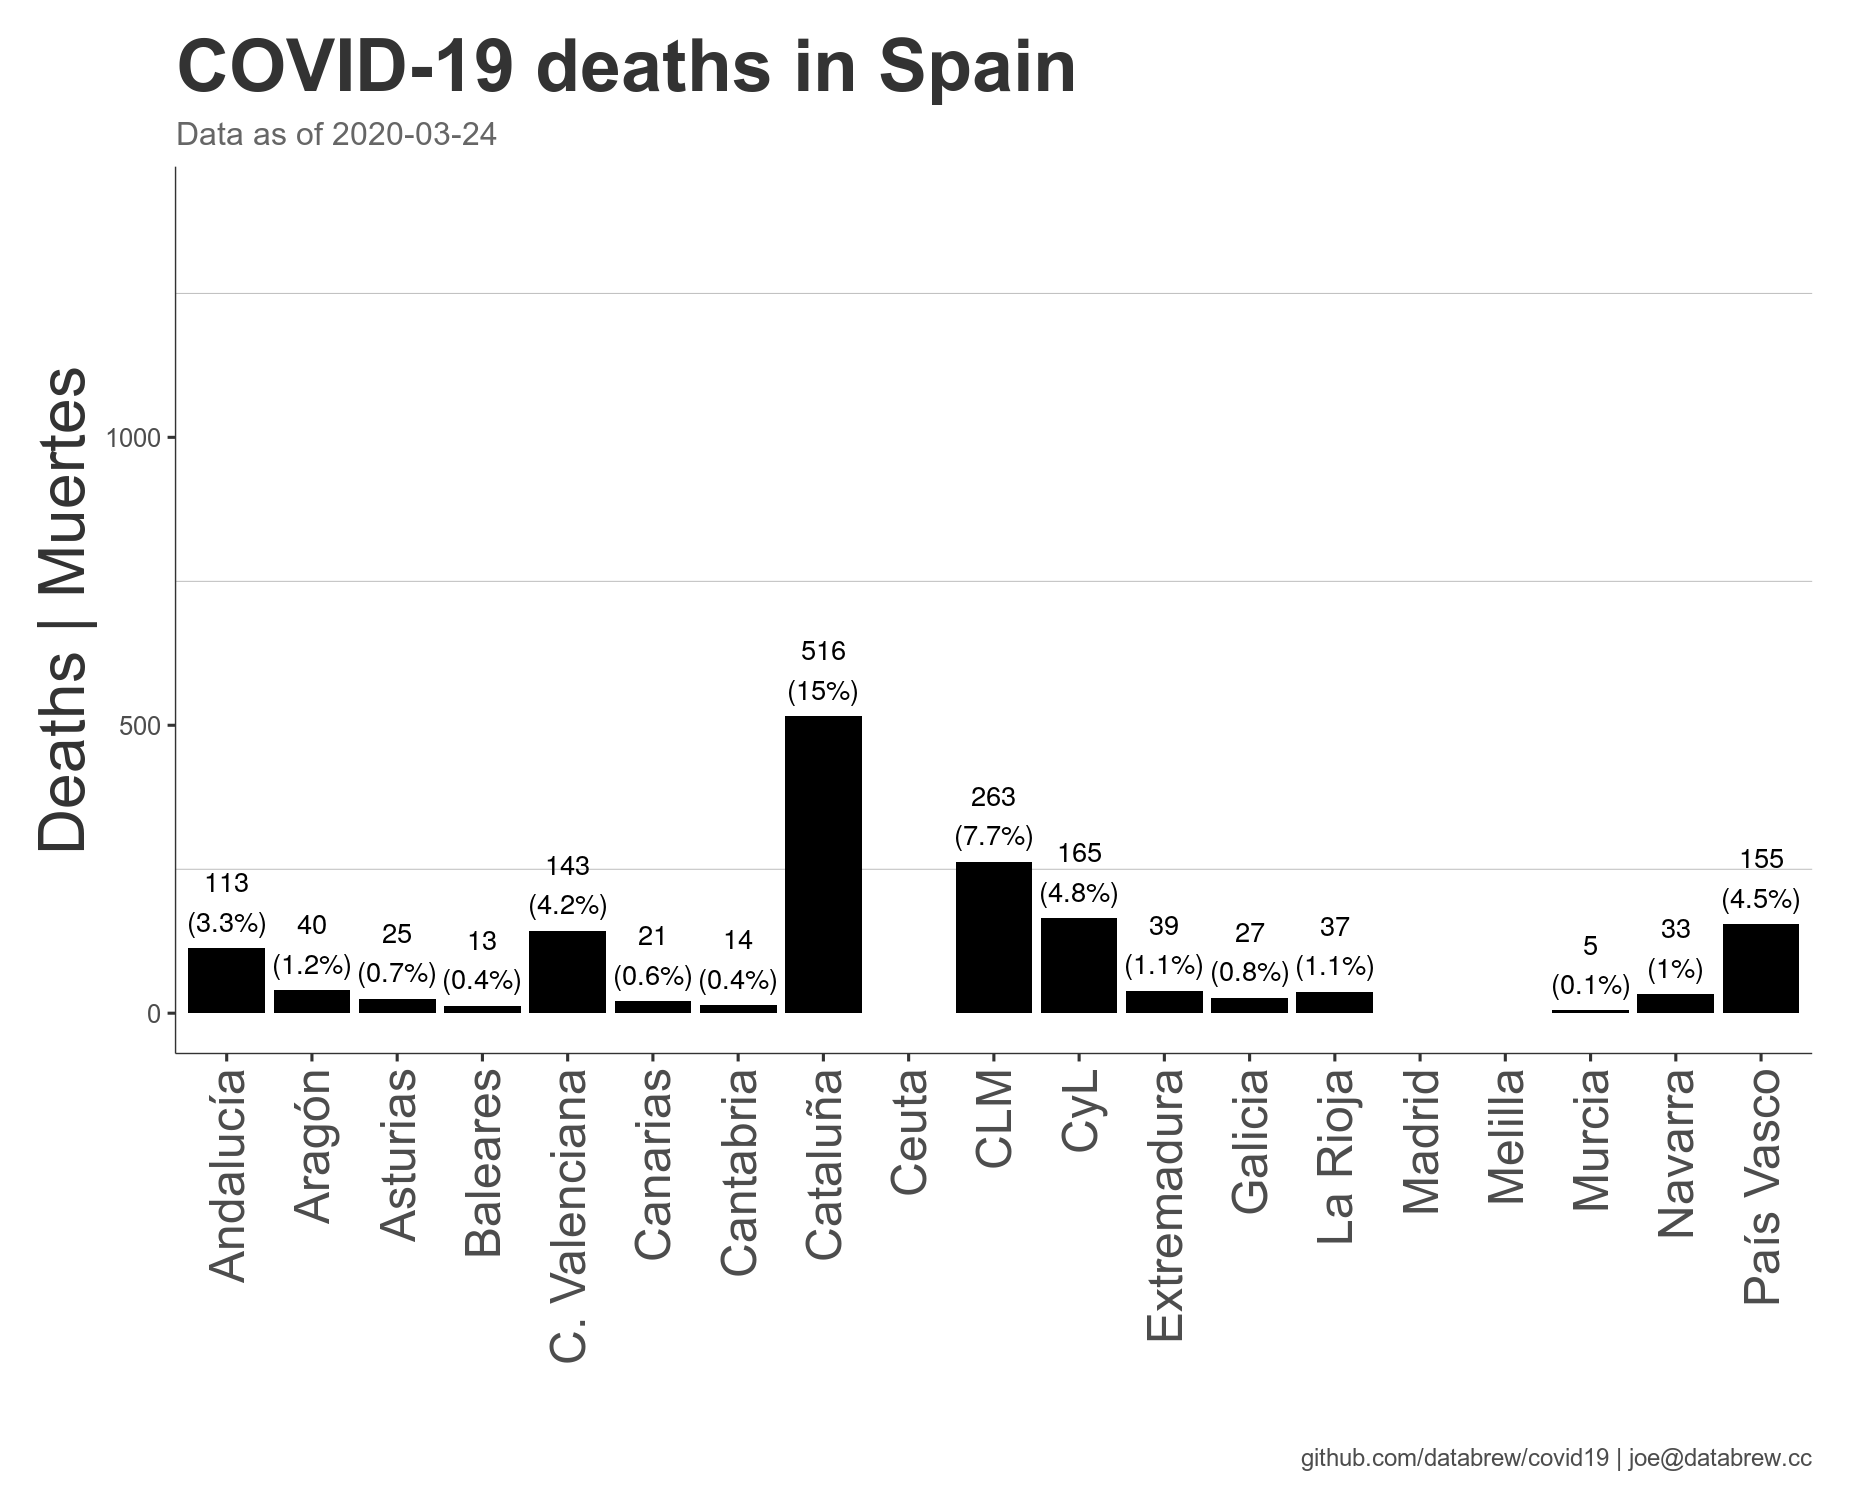 COVID-19 deaths in Spain
Data as of 2020-03-24
Deaths | Muertes
1000
500
0
113
(3.3%)
40
(1.2%)
25
(0.7%)
13
(0.4%)
143
(4.2%)
21
(0.6%)
14
(0.4%)
516
(15%)
263
(7.7%)
165
(4.8%)
39
(1.1%)
27
(0.8%)
37
(1.1%)
5
(0.1%)
33
(1%)
155
(4.5%)
Andalucía
Aragón
Asturias
Baleares
C. Valenciana
Canarias
Cantabria
Cataluña
Ceuta
CLM
CyL
Extremadura
Galicia
La Rioja
Madrid
Melilla
Murcia
Navarra
País Vasco
github.com/databrew/covid19 | joe@databrew.cc